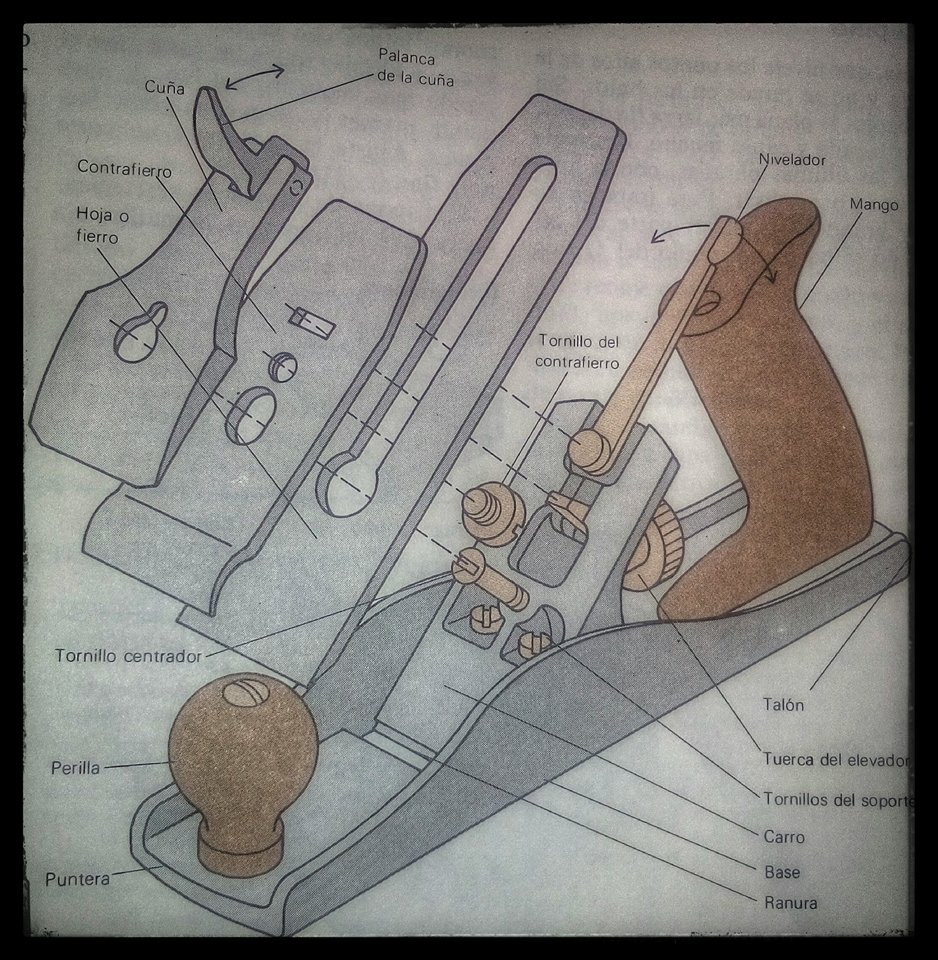 Palanca
de la cuña
Cuña
Contrafierro
Hoja o
fierro
Nivelador
Mango
Tornillo del
contrafierro
Tornillo centrador
Talón
Perilla
Tuerca del elevador
Tornillos del soporte
Carro
Puntera
Base
Ranura